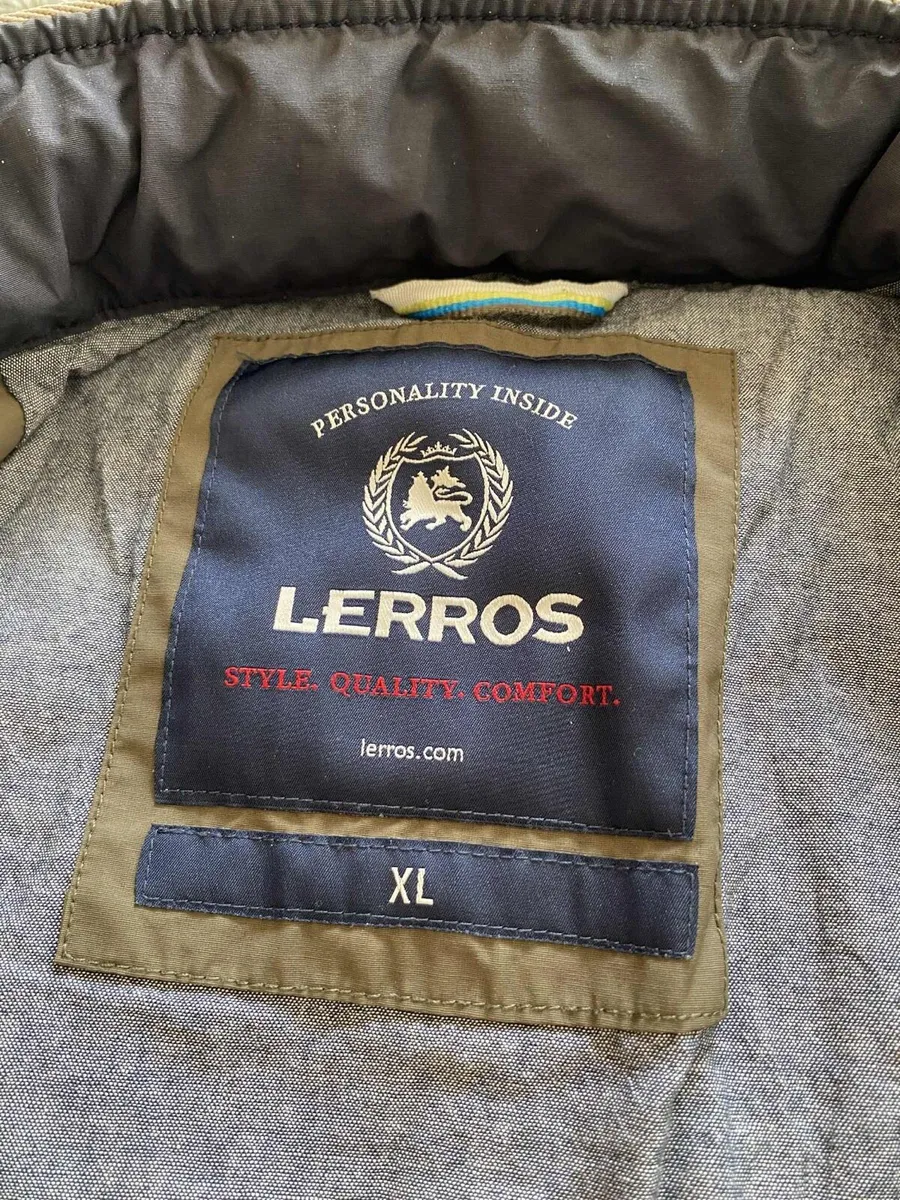 PERSONALITY INSIDE
LERROS
STYLE. QUALITY. COMFORT.
lerros.com
XL